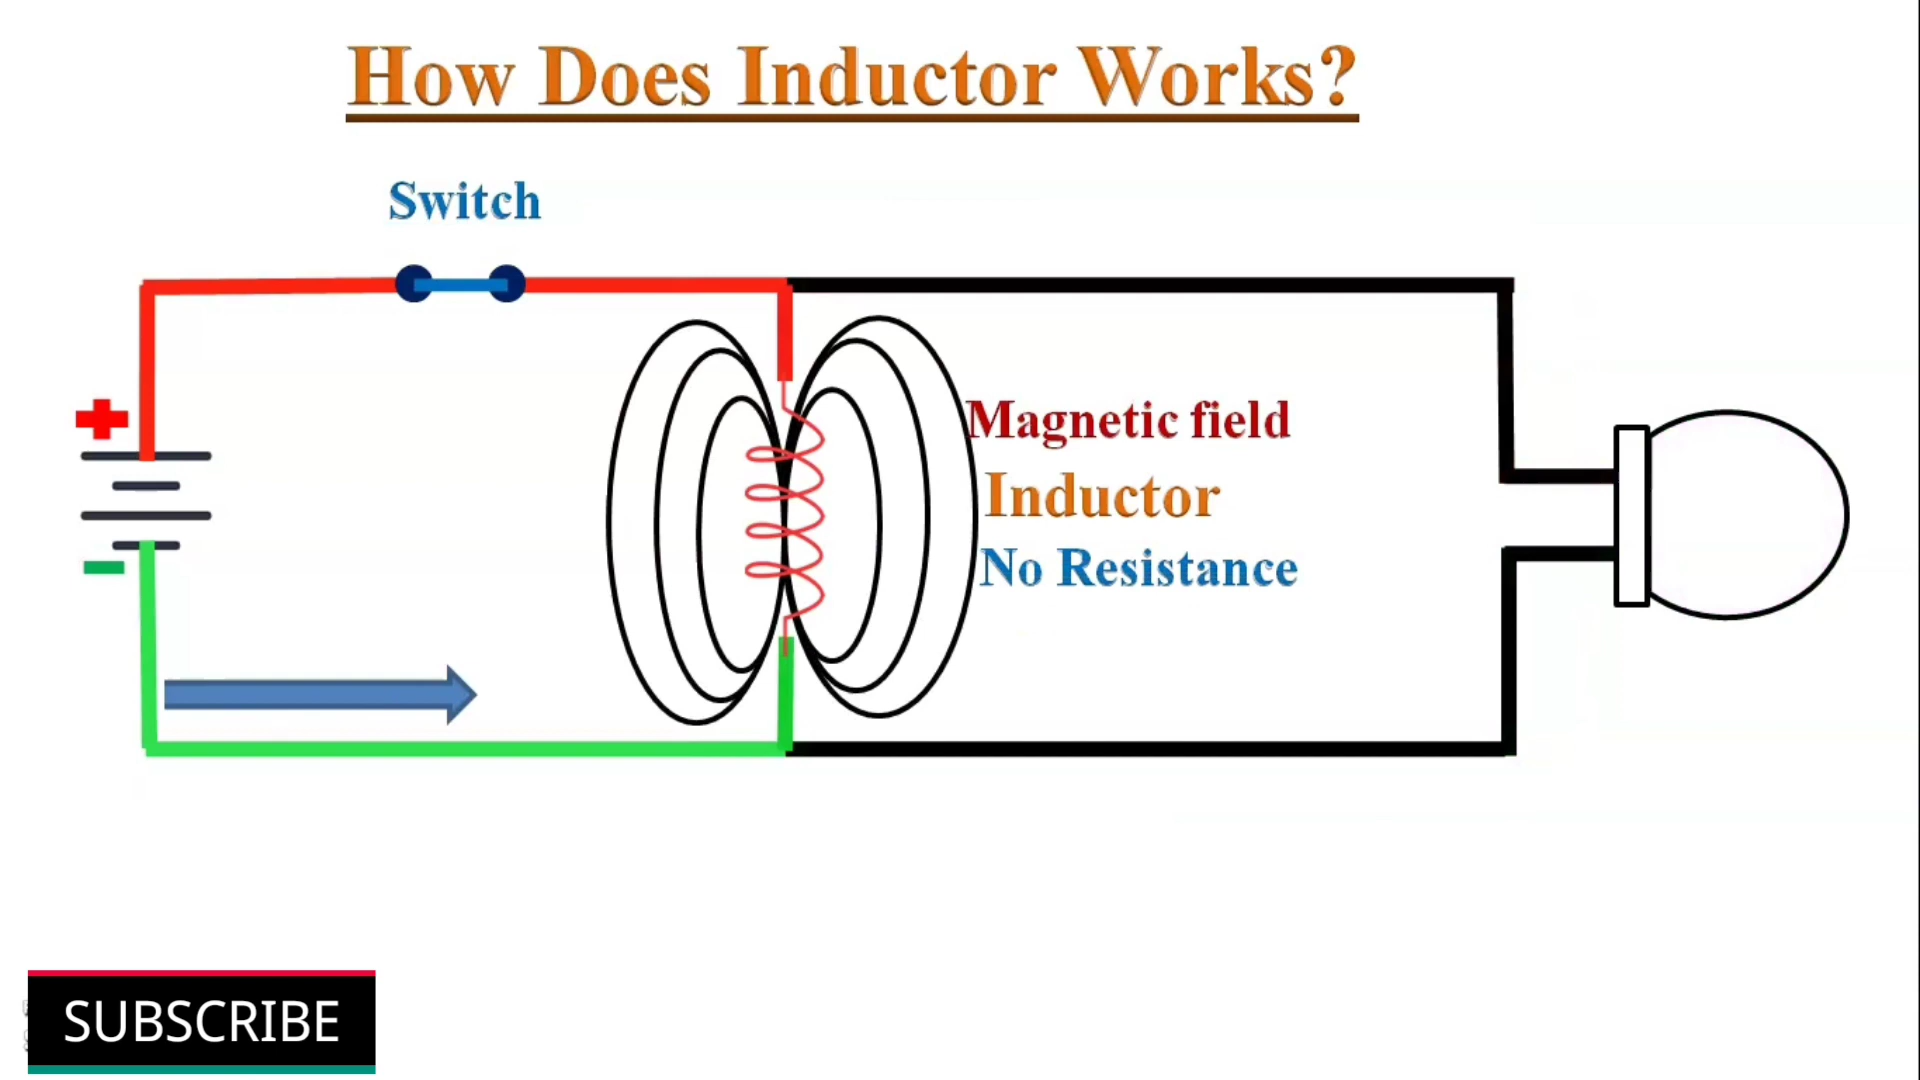 How Does Inductor Works?
Switch
Magnetic field
Inductor
No Resistance
SUBSCRIBE